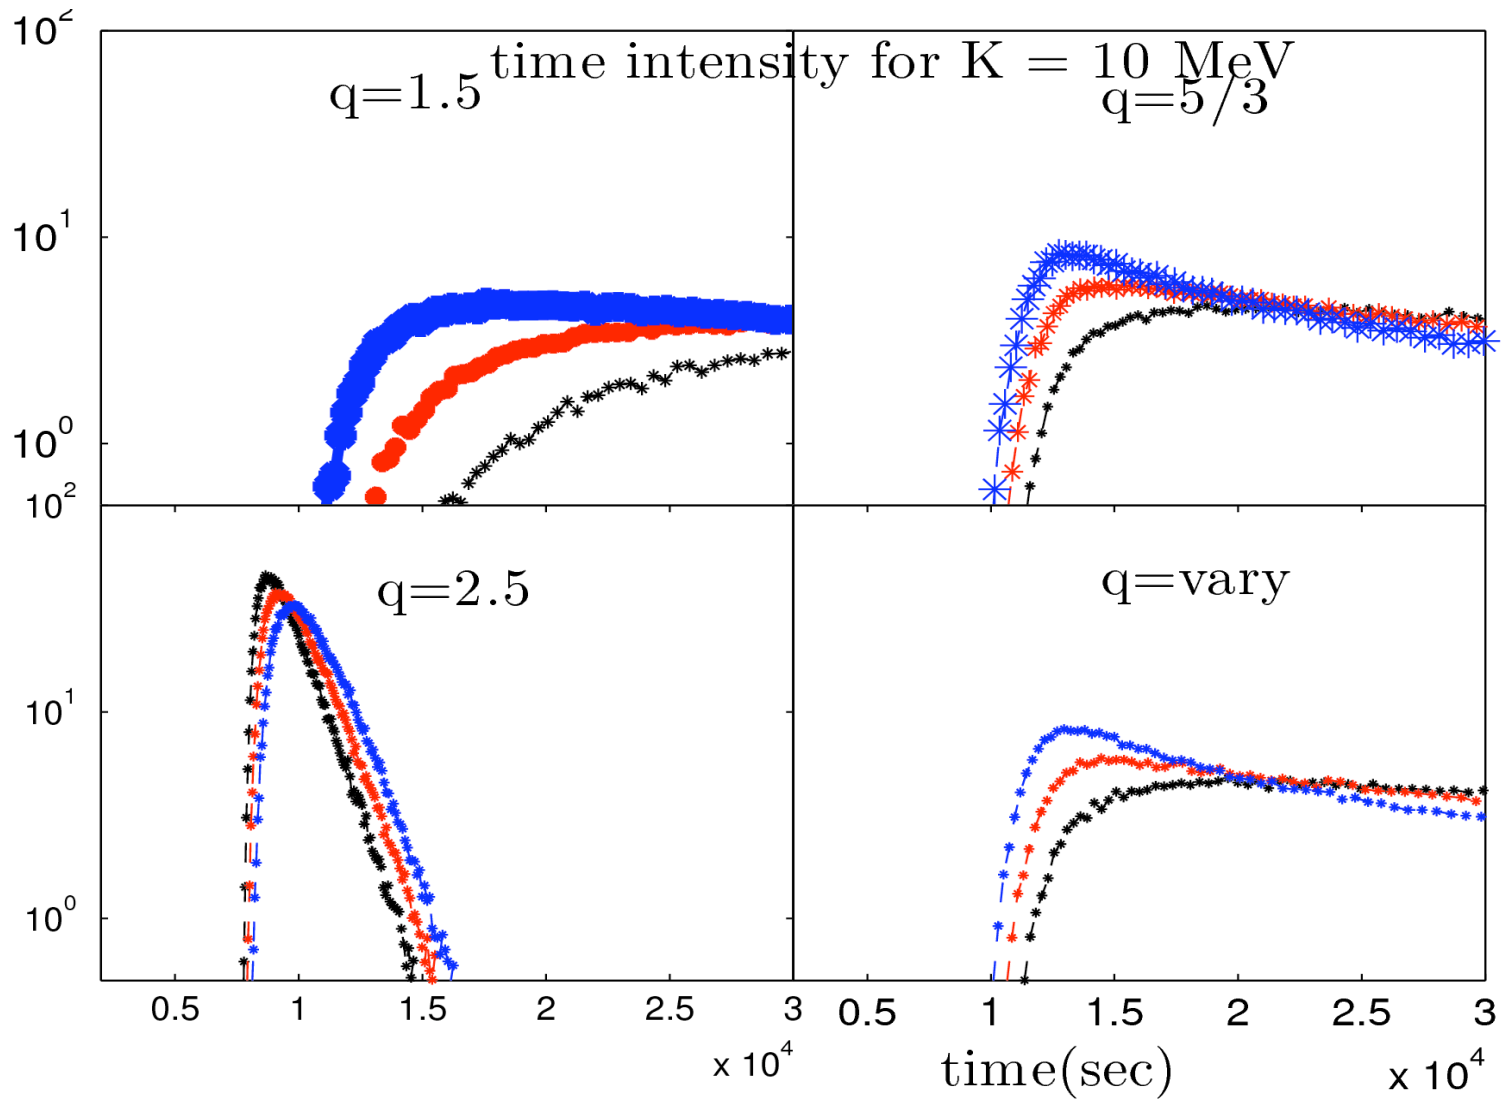 time intensity for K = 10 MeV
q=1.5
q=5/3
10²
10¹
10⁰
10²
q=2.5
q=vary
10¹
10⁰
0.5 1 1.5 2 2.5 3 0.5 1 1.5 2 2.5 3
x 10⁴
time(sec)
x 10⁴